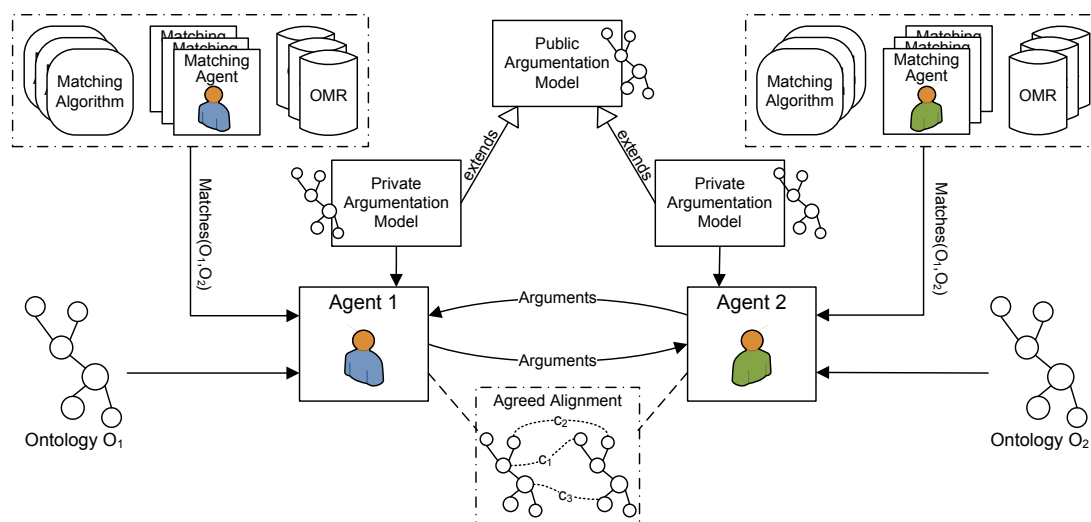 Matching
Algorithm
Matching
Matching
Matching
Agent
OMR
Public
Argumentation
Model
Matching
Algorithm
Matching
Matching
Matching
Agent
OMR
extends
extends
Private
Argumentation
Model
Private
Argumentation
Model
Matches(O₁,O₂)
Matches(O₁,O₂)
Agent 1
Arguments
Agent 2
Arguments
Agreed Alignment
c₂
c₁
c₃
Ontology O₁
Ontology O₂